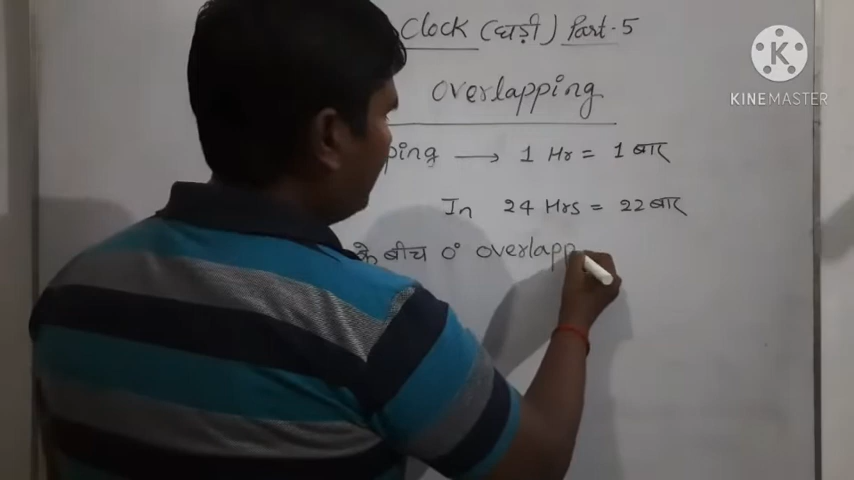 Clock (घड़ी) Part-5
Overlapping
ping → 1 Hr = 1 बार
In 24 Hrs = 22 बार
के बीच 0° overlapp
K
KINEMASTER